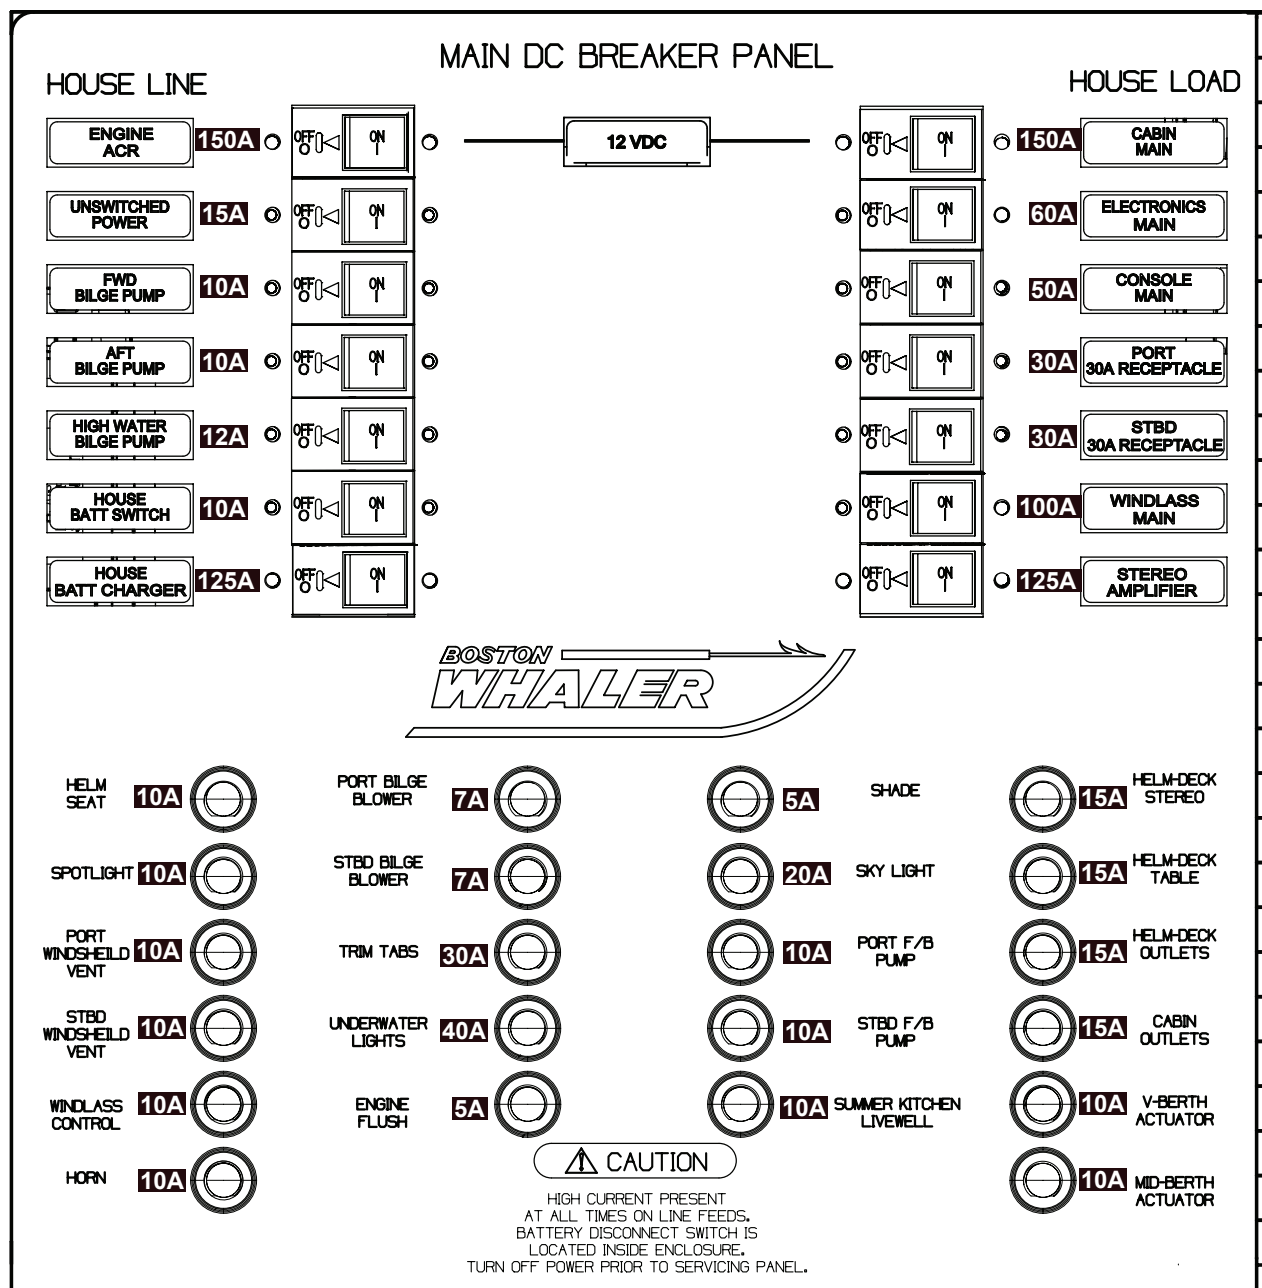 MAIN DC BREAKER PANEL
HOUSE LINE
HOUSE LOAD
ENGINE
ACR
150A
OFF
ON
12 VDC
OFF
ON
150A
CABIN
MAIN
UNSWITCHED
POWER
15A
OFF
ON
OFF
ON
60A
ELECTRONICS
MAIN
FWD
BILGE PUMP
10A
OFF
ON
OFF
ON
50A
CONSOLE
MAIN
AFT
BILGE PUMP
10A
OFF
ON
OFF
ON
30A
PORT
30A RECEPTACLE
HIGH WATER
BILGE PUMP
12A
OFF
ON
OFF
ON
30A
STBD
30A RECEPTACLE
HOUSE
BATT SWITCH
10A
OFF
ON
OFF
ON
100A
WINDLASS
MAIN
HOUSE
BATT CHARGER
125A
OFF
ON
OFF
ON
125A
STEREO
AMPLIFIER
BOSTON
WHALER
HELM
SEAT
10A
PORT BILGE
BLOWER
7A
5A
SHADE
15A
HELM-DECK
STEREO
SPOTLIGHT
10A
STBD BILGE
BLOWER
7A
20A
SKY LIGHT
15A
HELM-DECK
TABLE
PORT
WINDSHEILD
VENT
10A
TRIM TABS
30A
10A
PORT F/B
PUMP
15A
HELM-DECK
OUTLETS
STBD
WINDSHEILD
VENT
10A
UNDERWATER
LIGHTS
40A
10A
STBD F/B
PUMP
15A
CABIN
OUTLETS
WINDLASS
CONTROL
10A
ENGINE
FLUSH
5A
10A
SUMMER KITCHEN
LIVEWELL
10A
V-BERTH
ACTUATOR
HORN
10A
10A
MID-BERTH
ACTUATOR
CAUTION
HIGH CURRENT PRESENT
AT ALL TIMES ON LINE FEEDS.
BATTERY DISCONNECT SWITCH IS
LOCATED INSIDE ENCLOSURE.
TURN OFF POWER PRIOR TO SERVICING PANEL.